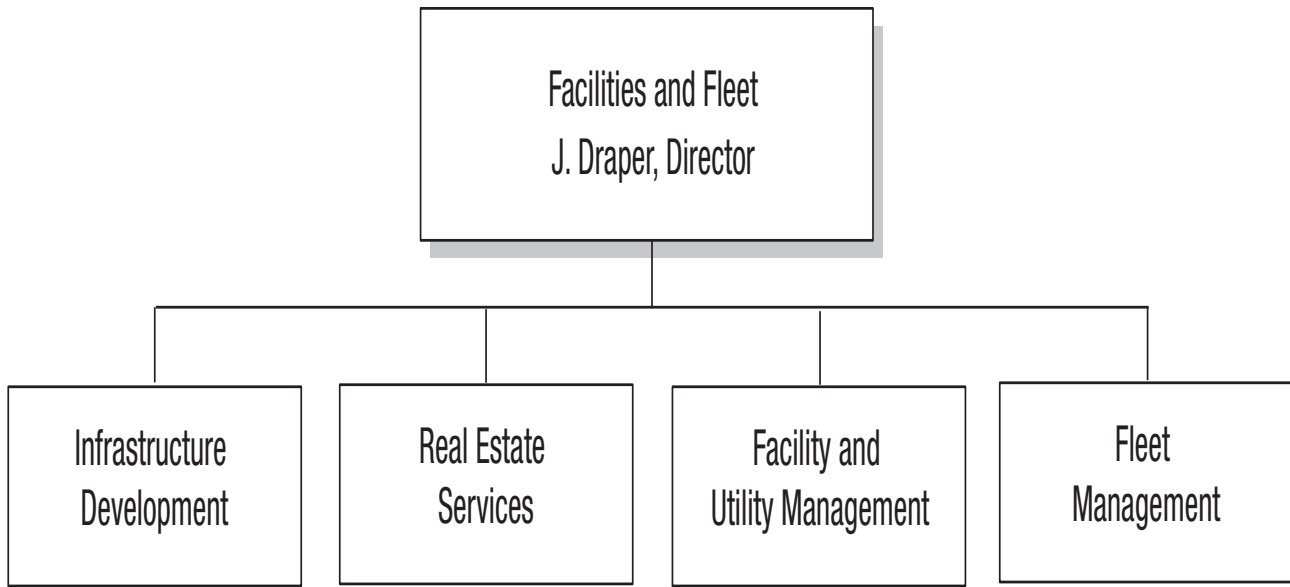 Facilities and Fleet
J. Draper, Director
Infrastructure
Development
Real Estate
Services
Facility and
Utility Management
Fleet
Management